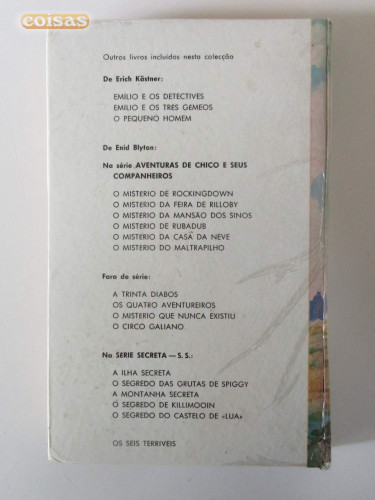 coisas
Outros livros incluídos nesta colecção
De Erich Kästner:
EMÍLIO E OS DETECTIVES
EMILIO E OS TRES GEMEOS
O PEQUENO HOMEM
De Enid Blyton:
Na série AVENTURAS DE CHICO E SEUS
COMPANHEIROS
O MISTERIO DE ROCKINGDOWN
O MISTERIO DA FEIRA DE RILLOBY
O MISTERIO DA MANSÃO DOS SINOS
O MISTERIO DE RUBADUB
O MISTERIO DA CASA DA NEVE
O MISTERIO DO MALTRAPILHO
Fora de série:
A TRINTA DIABOS
OS QUATRO AVENTUREIROS
O MISTERIO QUE NUNCA EXISTIU
O CIRCO GALIANO
Na SERIE SECRETA — S. S.:
A ILHA SECRETA
O SEGREDO DAS GRUTAS DE SPIGGY
A MONTANHA SECRETA
O SEGREDO DE KILLIMOOIN
O SEGREDO DO CASTELO DE «LUA»
OS SEIS TERRIVEIS